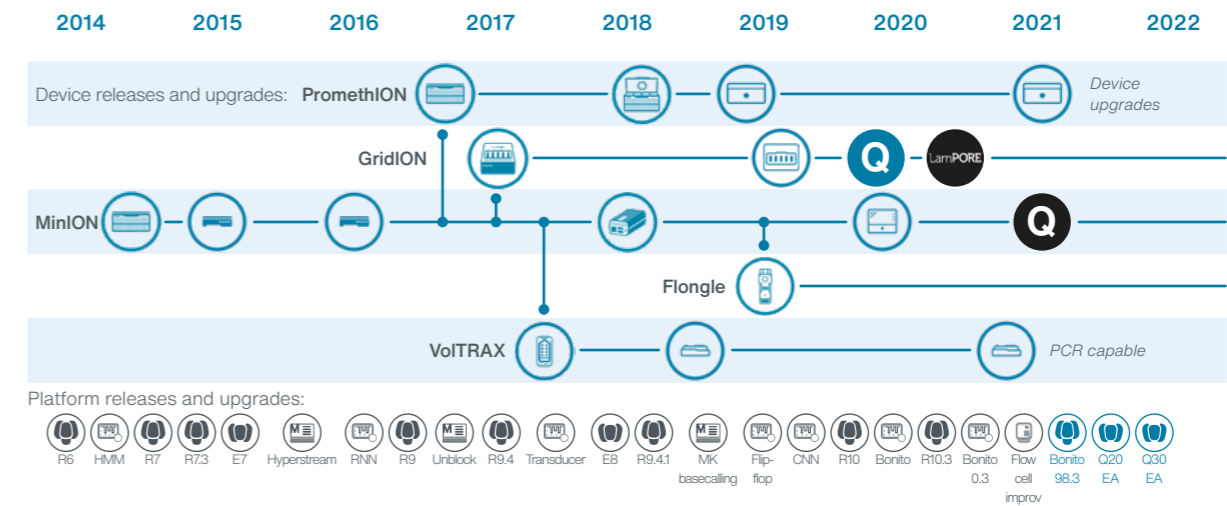 2014 2015 2016 2017 2018 2019 2020 2021 2022
Device releases and upgrades: PromethION
Device
upgrades
GridION
Q
LamPORE
MinION
Q
Flongle
VolTRAX
PCR capable
Platform releases and upgrades:
R6 HMM R7 R7.3 E7 Hyperstream RNN R9 Unblock R9.4 Transducer E8 R9.4.1 MK Flip- CNN R10 Bonito R10.3 Bonito Flow Bonito Q20 Q30
basecalling flop 0.3 cell 98.3 EA EA
improv